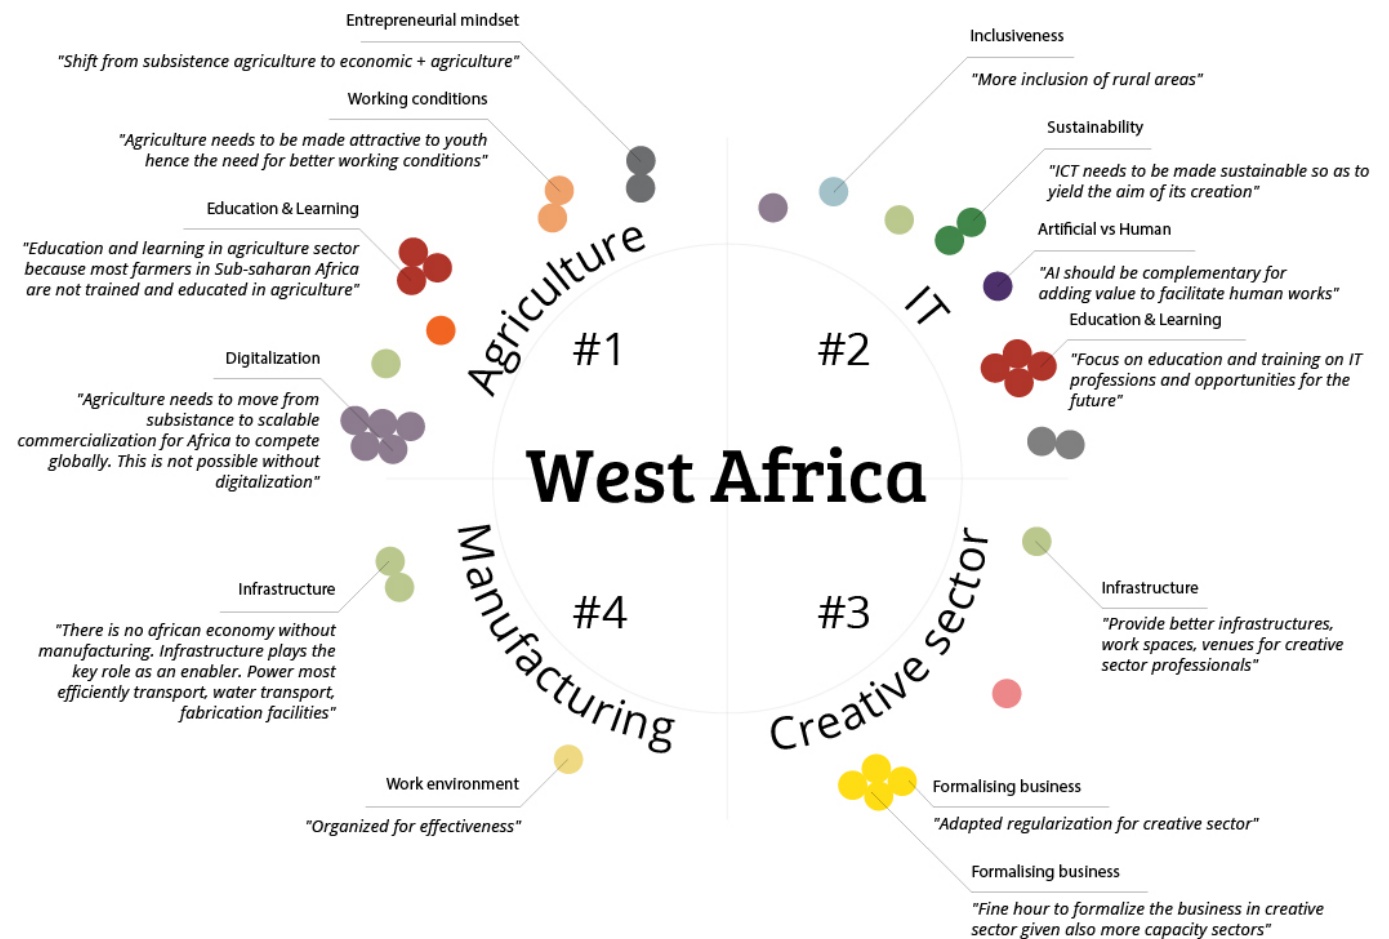 Entrepreneurial mindset
"Shift from subsistence agriculture to economic + agriculture"
Working conditions
"Agriculture needs to be made attractive to youth
hence the need for better working conditions"
Education & Learning
"Education and learning in agriculture sector
because most farmers in Sub-saharan Africa
are not trained and educated in agriculture"
Digitalization
"Agriculture needs to move from
subsistance to scalable
commercialization for Africa to compete
globally. This is not possible without
digitalization"
Agriculture
#1
Inclusiveness
"More inclusion of rural areas"
Sustainability
"ICT needs to be made sustainable so as to
yield the aim of its creation"
Artificial vs Human
"AI should be complementary for
adding value to facilitate human works"
Education & Learning
"Focus on education and training on IT
professions and opportunities for the
future"
IT
#2
West Africa
Infrastructure
"There is no african economy without
manufacturing. Infrastructure plays the
key role as an enabler. Power most
efficiently transport, water transport,
fabrication facilities"
Work environment
"Organized for effectiveness"
Manufacturing
#4
#3
Creative sector
Infrastructure
"Provide better infrastructures,
work spaces, venues for creative
sector professionals"
Formalising business
"Adapted regularization for creative sector"
Formalising business
"Fine hour to formalize the business in creative
sector given also more capacity sectors"